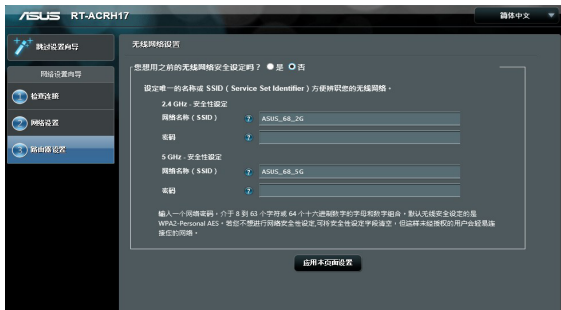 ASUS RT-ACRH17
简体中文
跳过设置向导
网络设置向导
1 检查连接
2 网络设置
3 路由器设置
无线网络设置
您想用之前的无线网络安全设定吗？ 是 否
设定唯一的名称或 SSID（Service Set Identifier）方便辨识您的无线网络。
2.4 GHz - 安全性设定
网络名称（SSID） ? ASUS_68_2G
密码 ?
5 GHz - 安全性设定
网络名称（SSID） ? ASUS_68_5G
密码 ?
输入一个网络密码，介于 8 到 63 个字符或 64 个十六进制数字的字母和数字组合。默认无线安全设定的是
WPA2-Personal AES。若您不想进行网络安全性设定,可将安全性设定字段清空，但这样未经授权的用户会轻易连
接您的网络。
应用本页面设置